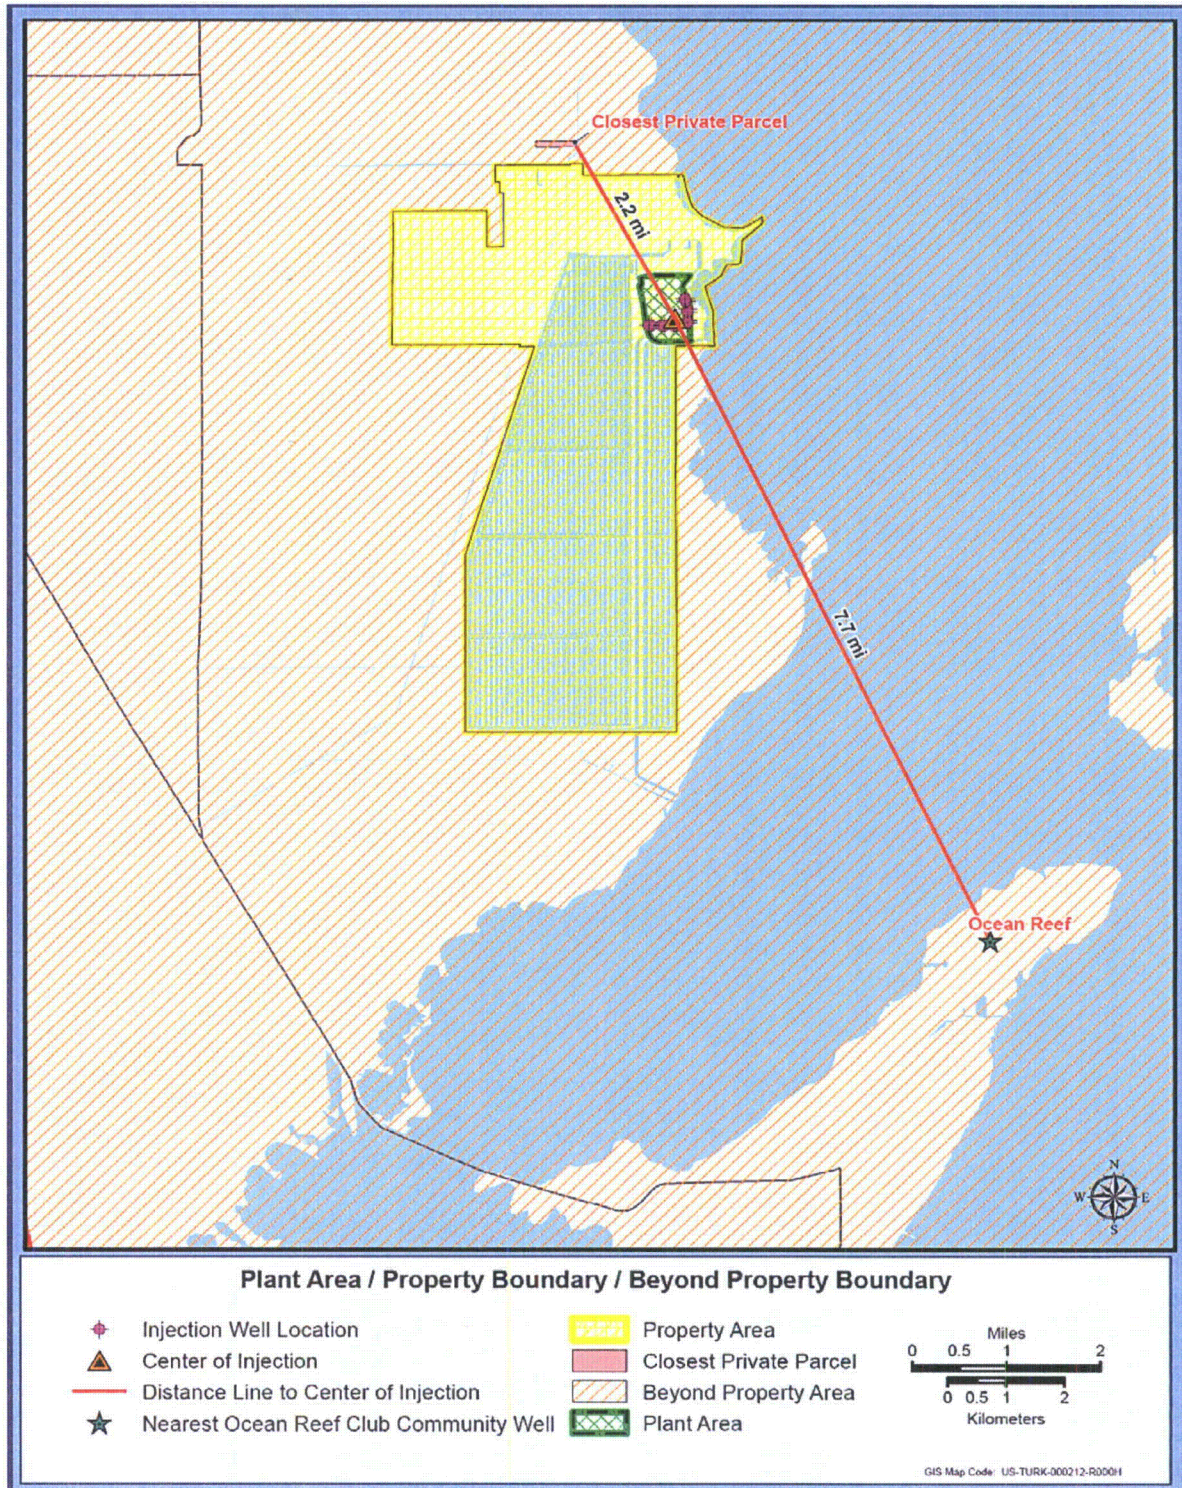 Closest Private Parcel
2.2 mi
7.7 mi
Ocean Reef
N
W E
S
Plant Area / Property Boundary / Beyond Property Boundary
Injection Well Location
Center of Injection
Distance Line to Center of Injection
Nearest Ocean Reef Club Community Well
Property Area
Closest Private Parcel
Beyond Property Area
Plant Area
Miles
0 0.5 1 2
0 0.5 1 2
Kilometers
GIS Map Code: US-TURK-000212-R000H